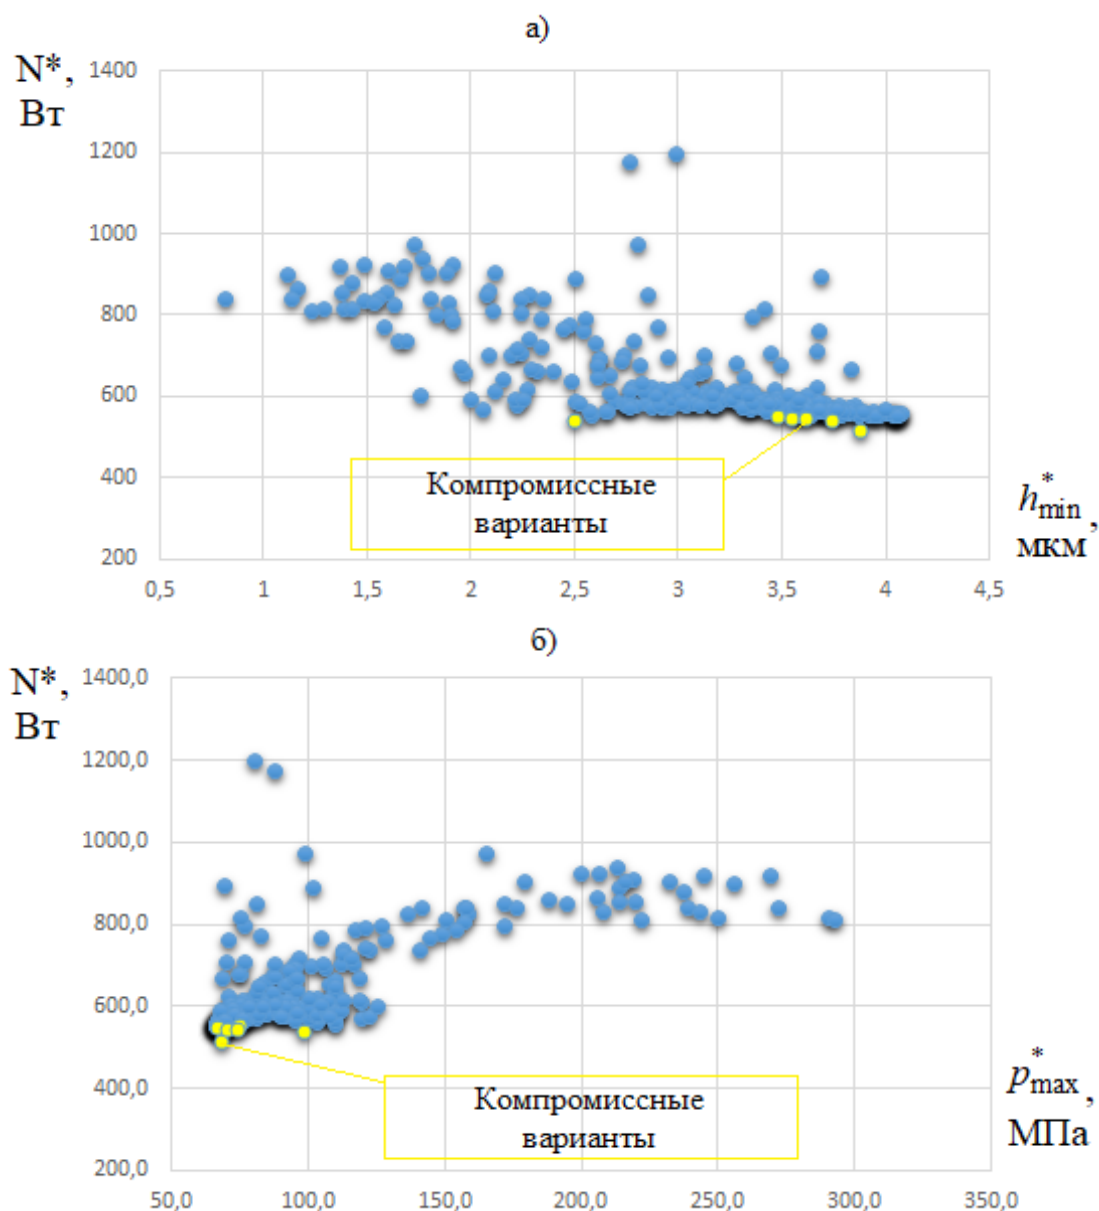 а)
N*,
Вт
1400
1200
1000
800
600
400
200
Компромиссные
варианты
h*min,
мкм
0,5 1 1,5 2 2,5 3 3,5 4 4,5
б)
N*,
Вт
1400,0
1200,0
1000,0
800,0
600,0
400,0
200,0
Компромиссные
варианты
p*max,
МПа
50,0 100,0 150,0 200,0 250,0 300,0 350,0